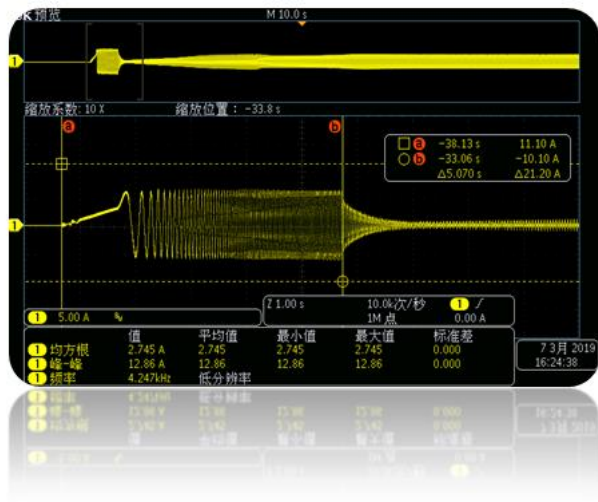 预览
M 10.0 s
1
缩放系数: 10 X
缩放位置: -33.8 s
a
b
a -38.13 s 11.10 A
b -33.06 s -10.10 A
Δ5.070 s Δ21.20 A
1
1 5.00 A
Z 1.00 s 10.0k次/秒 1
1M 点 0.00 A
值 平均值 最小值 最大值 标准差
1 均方根 2.745 A 2.745 2.745 2.745 0.000
1 峰-峰 12.86 A 12.86 12.86 12.86 0.000
1 频率 4.247kHz 低分辨率
7 3月 2019
16:24:38